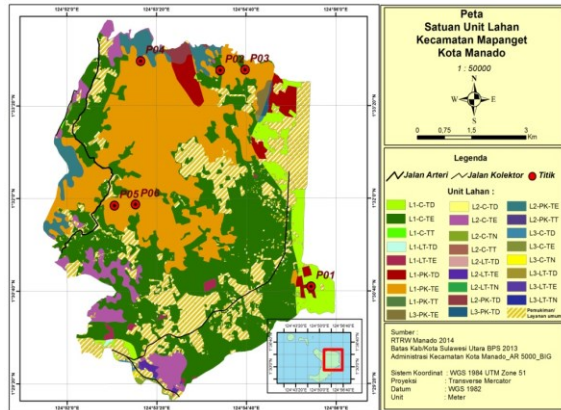 Peta
Satuan Unit Lahan
Kecamatan Mapanget
Kota Manado
1 : 50000
N
W
E
S
0
0.75
1.5
3
Km
Legenda
Jalan Arteri
Jalan Kolektor
Titik
Unit Lahan :
L1-C-TD
L1-C-TE
L1-C-TT
L1-LT-TD
L1-LT-TE
L1-PK-TD
L1-PK-TE
L1-PK-TT
L1-PK-TE
L2-C-TD
L2-C-TE
L2-C-TN
L2-C-TT
L2-LT-TD
L2-LT-TE
L2-LT-TN
L2-PK-TD
L3-PK-TD
L2-PK-TE
L2-PK-TT
L3-C-TD
L3-C-TE
L3-C-TN
L3-LT-TD
L3-LT-TE
L3-LT-TN
Pemukiman/
Layanan umum
Sumber :
RTRW Manado 2014
Batas Kab/Kota Sulawesi Utara BPS 2013
Administrasi Kecamatan Kota Manado_AR 5000_BIG
Sistem Koordinat : WGS 1984 UTM Zone 51
Proyeksi : Transverse Mercator
Datum : WGS 1982
Unit : Meter
P04
P02
P03
P05
P06
P01